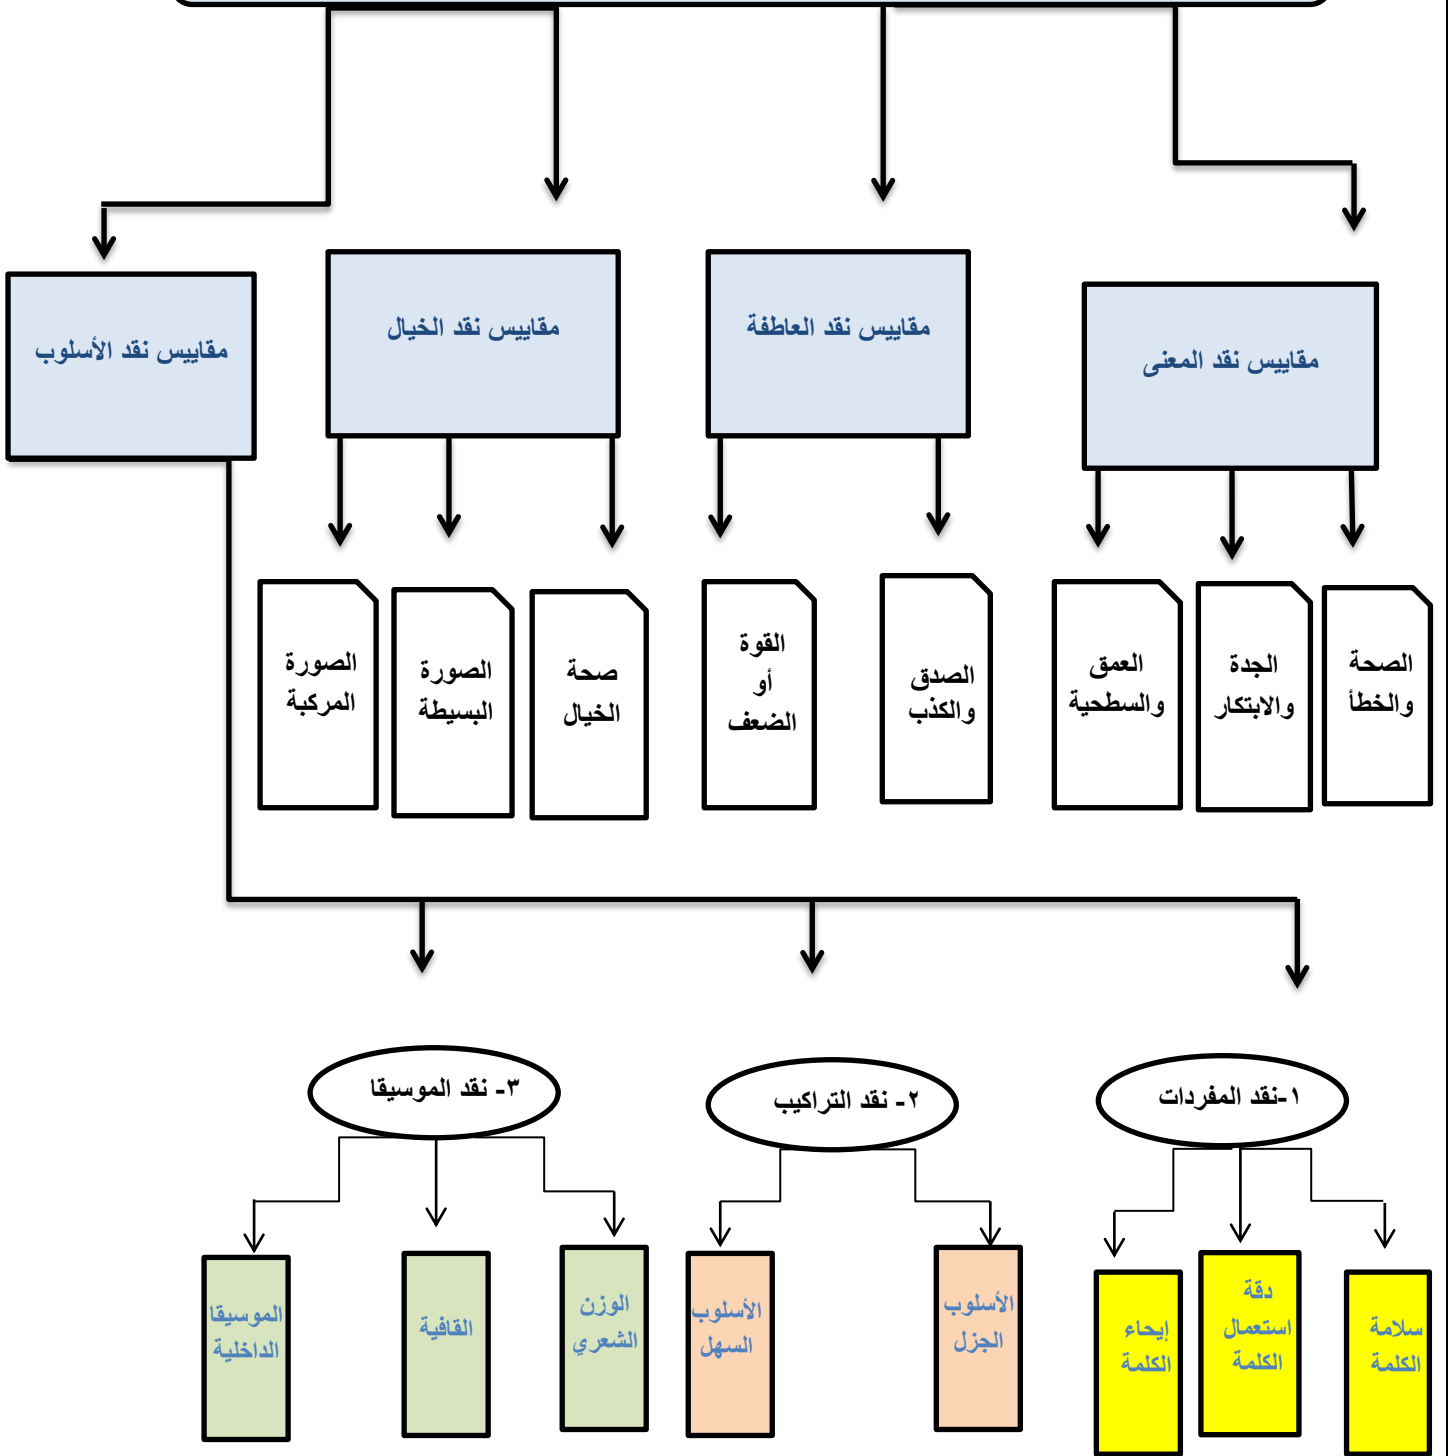 مقاييس نقد المعنى
مقاييس نقد العاطفة
مقاييس نقد الخيال
مقاييس نقد الأسلوب
الصحة
والخطأ
الجدة
والابتكار
العمق
والسطحية
الصدق
والكذب
القوة
أو
الضعف
صحة
الخيال
الصورة
البسيطة
الصورة
المركبة
١-نقد المفردات
٢- نقد التراكيب
٣- نقد الموسيقا
سلامة
الكلمة
دقة
استعمال
الكلمة
إيحاء
الكلمة
الأسلوب
الجزل
الأسلوب
السهل
الوزن
الشعري
القافية
الموسيقا
الداخلية